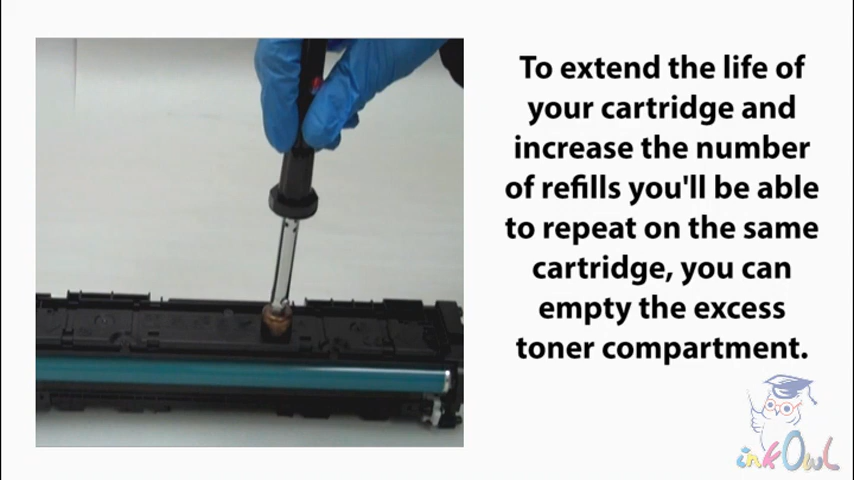 To extend the life of
your cartridge and
increase the number
of refills you'll be able
to repeat on the same
cartridge, you can
empty the excess
toner compartment.
inkOwl